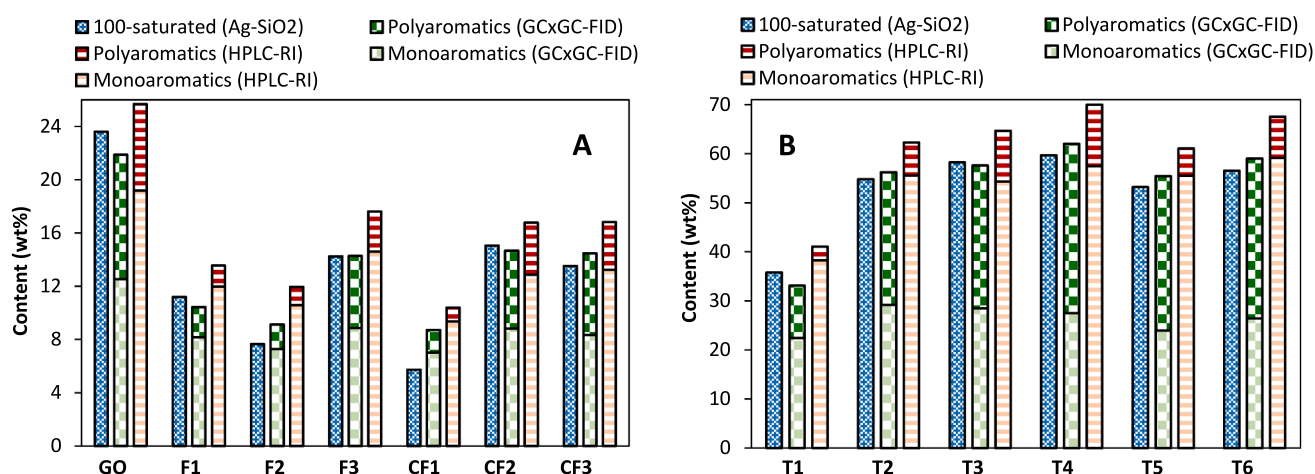 100-saturated (Ag-SiO2)
Polyaromatics (GCxGC-FID)
Polyaromatics (HPLC-RI)
Monoaromatics (GCxGC-FID)
Monoaromatics (HPLC-RI)
A
Content (wt%)
24
20
16
12
8
4
0
GO F1 F2 F3 CF1 CF2 CF3
100-saturated (Ag-SiO2)
Polyaromatics (GCxGC-FID)
Polyaromatics (HPLC-RI)
Monoaromatics (GCxGC-FID)
Monoaromatics (HPLC-RI)
B
Content (wt%)
70
60
50
40
30
20
10
0
T1 T2 T3 T4 T5 T6